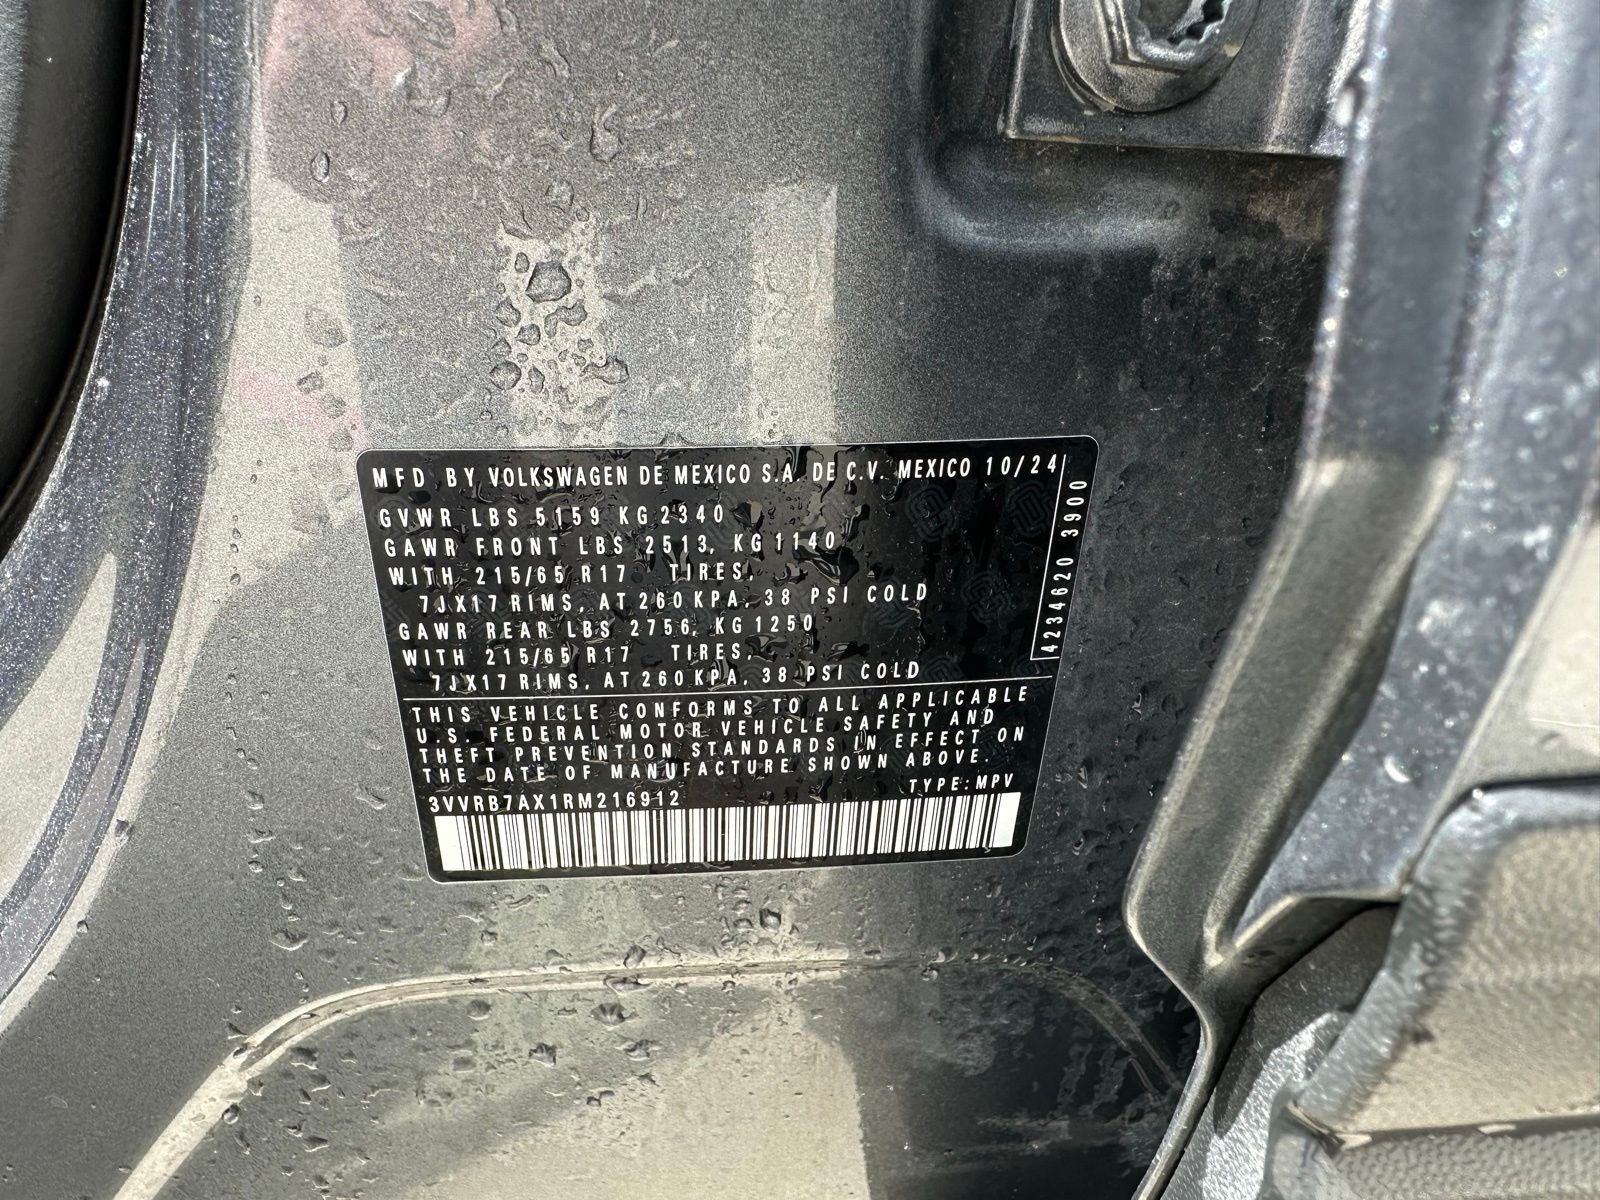 MFD BY VOLKSWAGEN DE MEXICO S.A. DE C.V. MEXICO 10/24
GVWR LBS 5159 KG 2340
GAWR FRONT LBS 2513, KG 1140
WITH 215/65 R17 TIRES,
7JX17 RIMS, AT 260 KPA, 38 PSI COLD
GAWR REAR LBS 2756, KG 1250
WITH 215/65 R17 TIRES,
7JX17 RIMS, AT 260 KPA, 38 PSI COLD
THIS VEHICLE CONFORMS TO ALL APPLICABLE
U.S. FEDERAL MOTOR VEHICLE SAFETY AND
THEFT PREVENTION STANDARDS IN EFFECT ON
THE DATE OF MANUFACTURE SHOWN ABOVE.
3VVRB7AX1RM216912 TYPE: MPV
4234620 3900